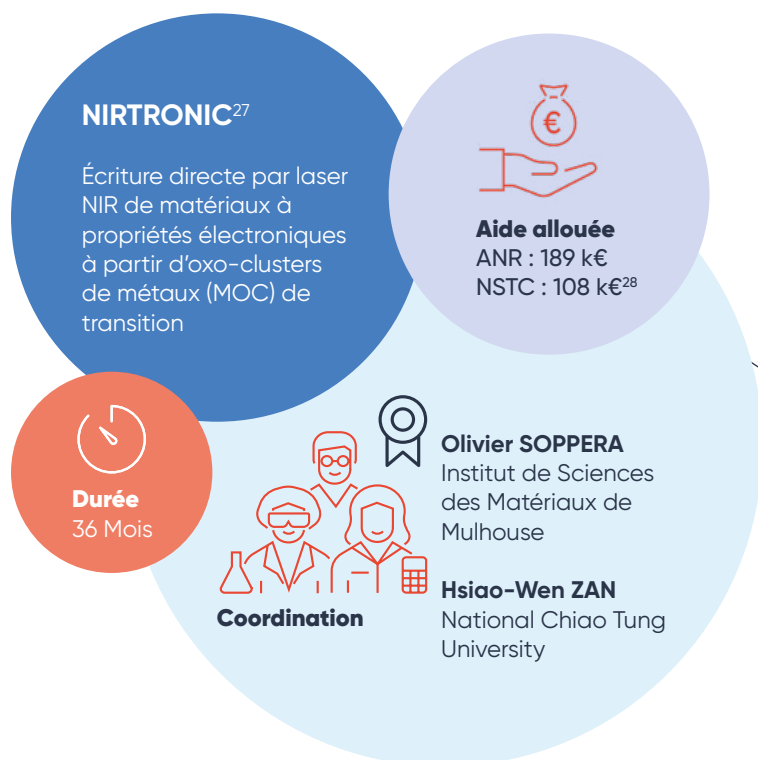 NIRTRONIC27
Écriture directe par laser
NIR de matériaux à
propriétés électroniques
à partir d'oxo-clusters
de métaux (MOC) de
transition
€
Aide allouée
ANR : 189 k€
NSTC : 108 k€28
Durée
36 Mois
Coordination
Olivier SOPPERA
Institut de Sciences
des Matériaux de
Mulhouse
Hsiao-Wen ZAN
National Chiao Tung
University